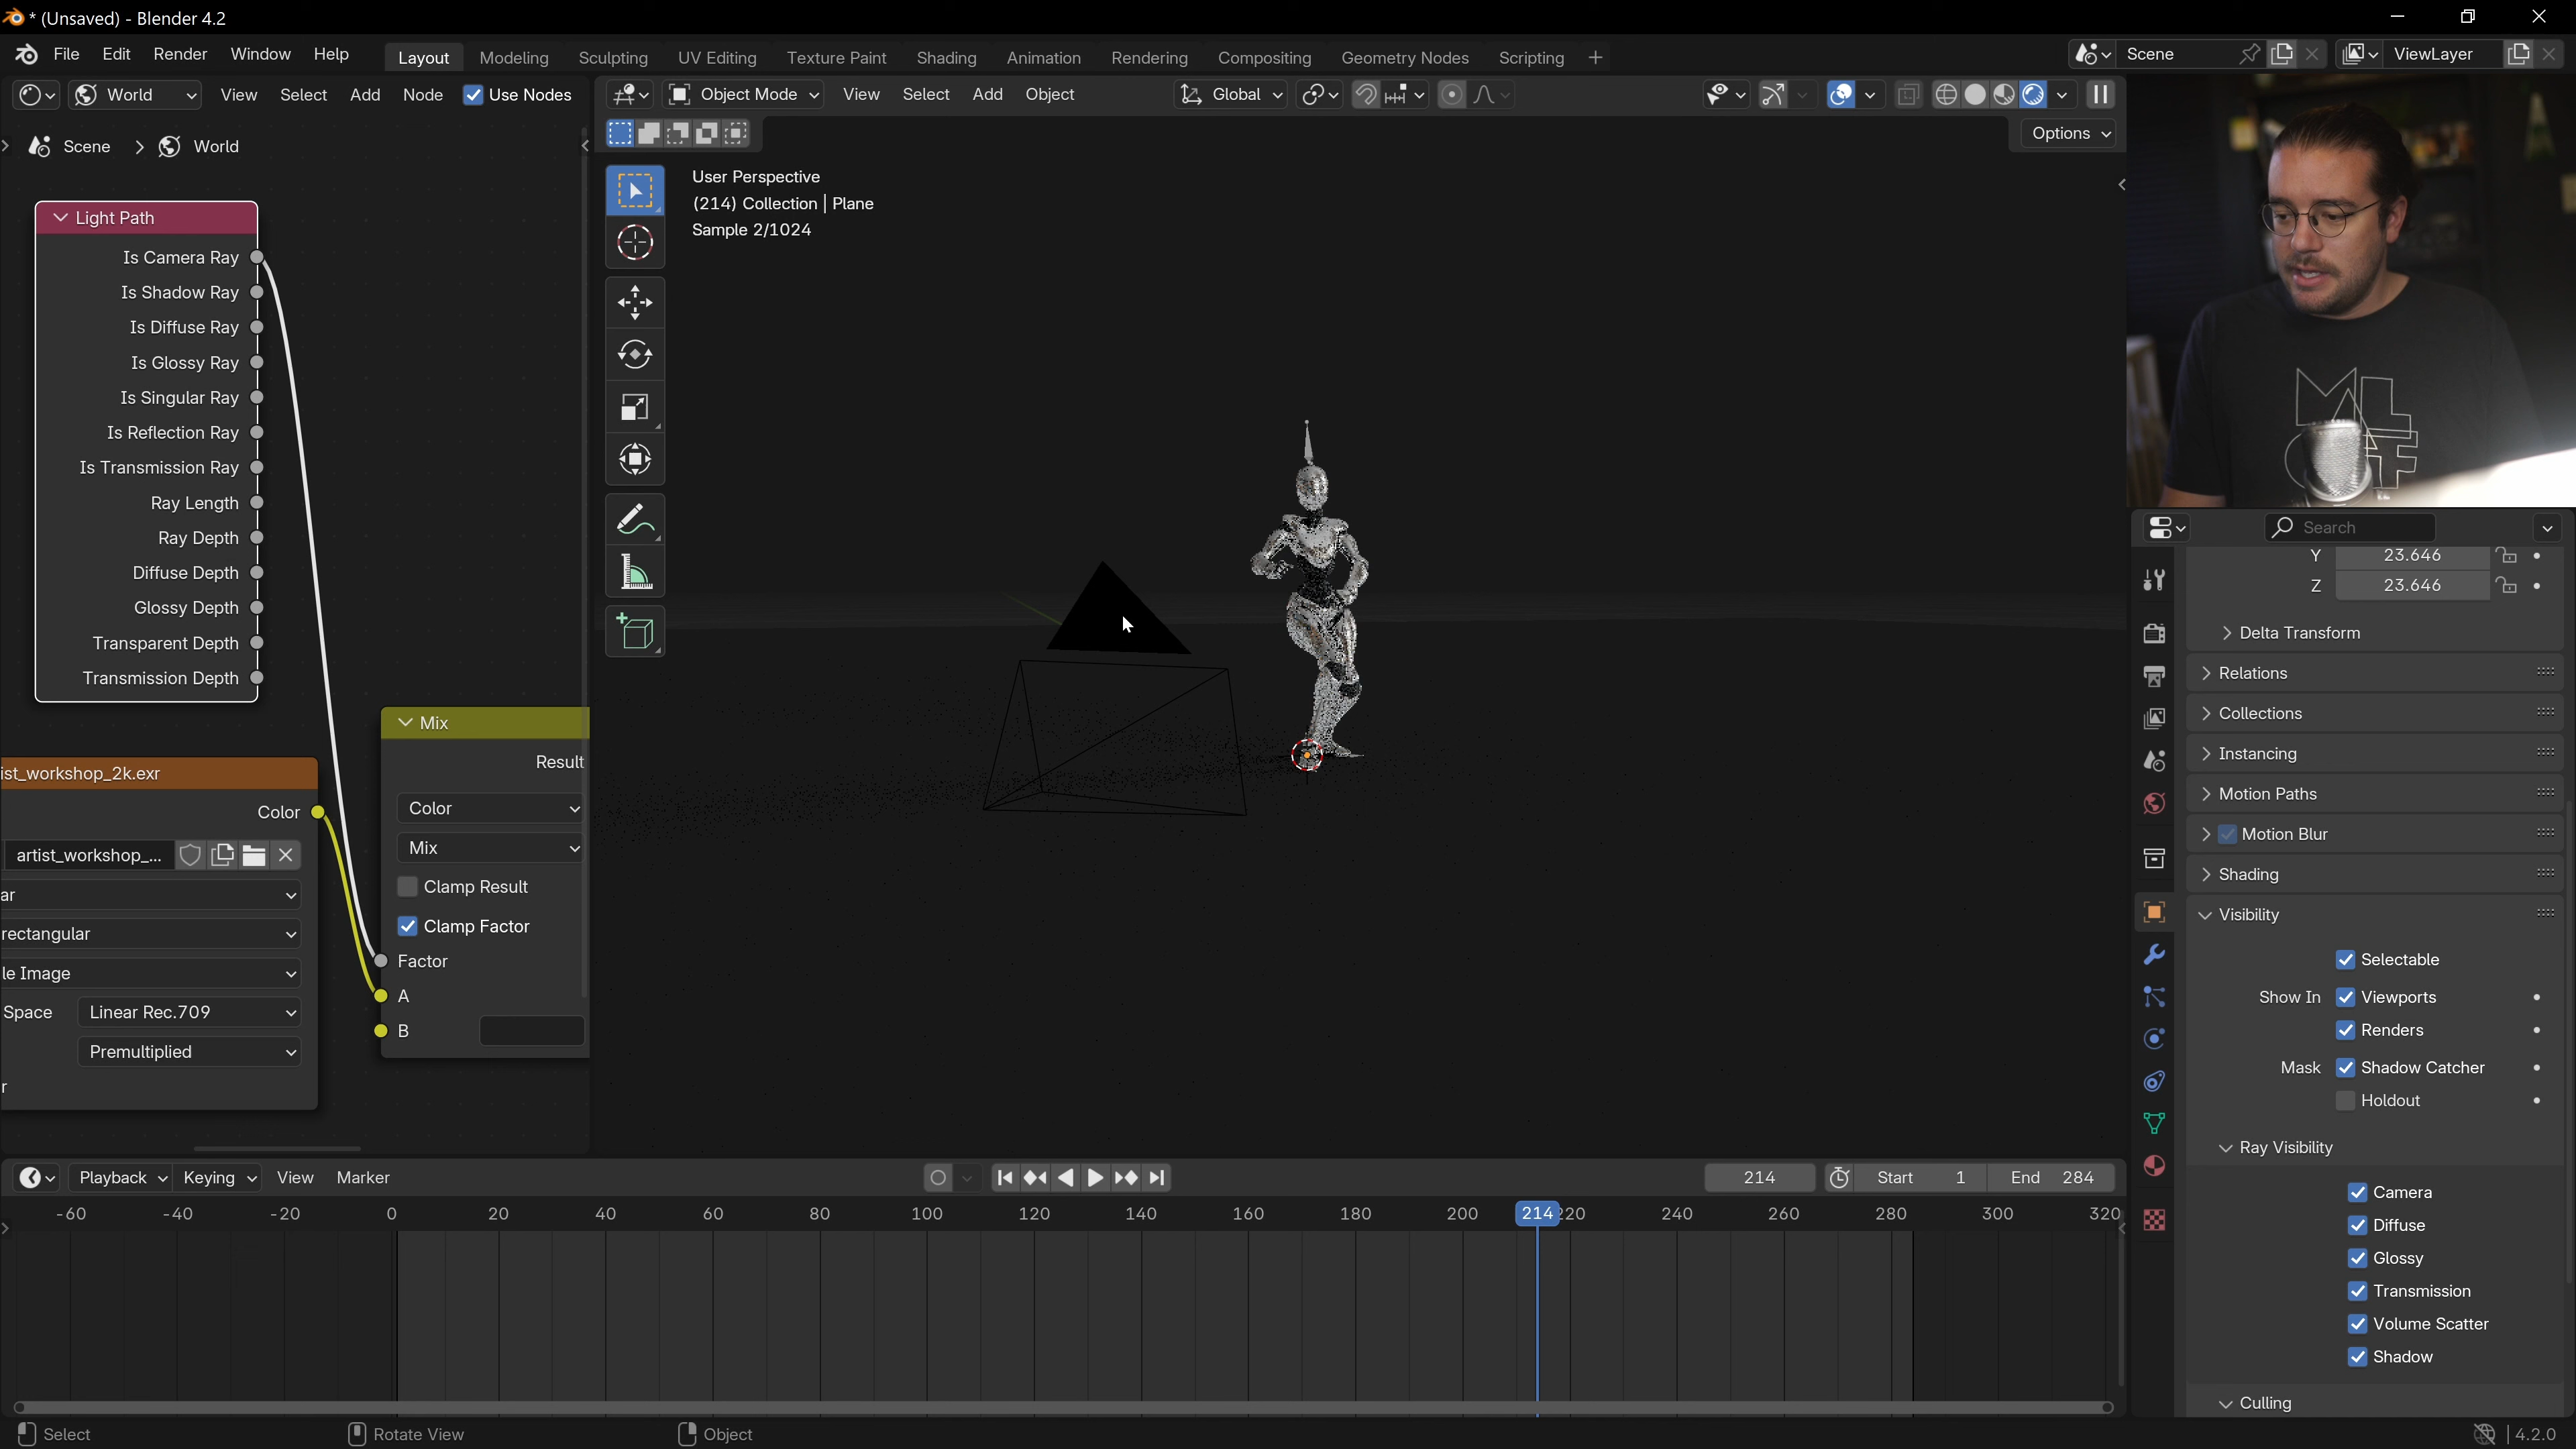 * (Unsaved) - Blender 4.2
File Edit Render Window Help
Layout Modeling Sculpting UV Editing Texture Paint Shading Animation Rendering Compositing Geometry Nodes Scripting +
Scene
ViewLayer
World View Select Add Node Use Nodes
Object Mode View Select Add Object
Global
Options
Scene > World
User Perspective
(214) Collection | Plane
Sample 2/1024
Light Path
Is Camera Ray
Is Shadow Ray
Is Diffuse Ray
Is Glossy Ray
Is Singular Ray
Is Reflection Ray
Is Transmission Ray
Ray Length
Ray Depth
Diffuse Depth
Glossy Depth
Transparent Depth
Transmission Depth
Mix
Result
Color
Mix
Clamp Result
Clamp Factor
Factor
A
B
ist_workshop_2k.exr
Color
artist_workshop_...
ar
rectangular
le Image
Space Linear Rec.709
Premultiplied
r
Search
Y 23.646
Z 23.646
Delta Transform
Relations
Collections
Instancing
Motion Paths
Motion Blur
Shading
Visibility
Selectable
Show In Viewports
Renders
Mask Shadow Catcher
Holdout
Ray Visibility
Camera
Diffuse
Glossy
Transmission
Volume Scatter
Shadow
Culling
Playback Keying View Marker
214 Start 1 End 284
-60 -40 -20 0 20 40 60 80 100 120 140 160 180 200 214 220 240 260 280 300 320
Select Rotate View Object
4.2.0